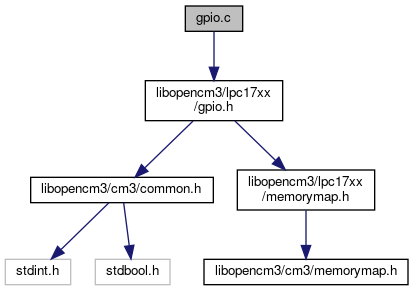 gpio.c
libopencm3/lpc17xx
/gpio.h
libopencm3/cm3/common.h
libopencm3/lpc17xx
/memorymap.h
stdint.h
stdbool.h
libopencm3/cm3/memorymap.h